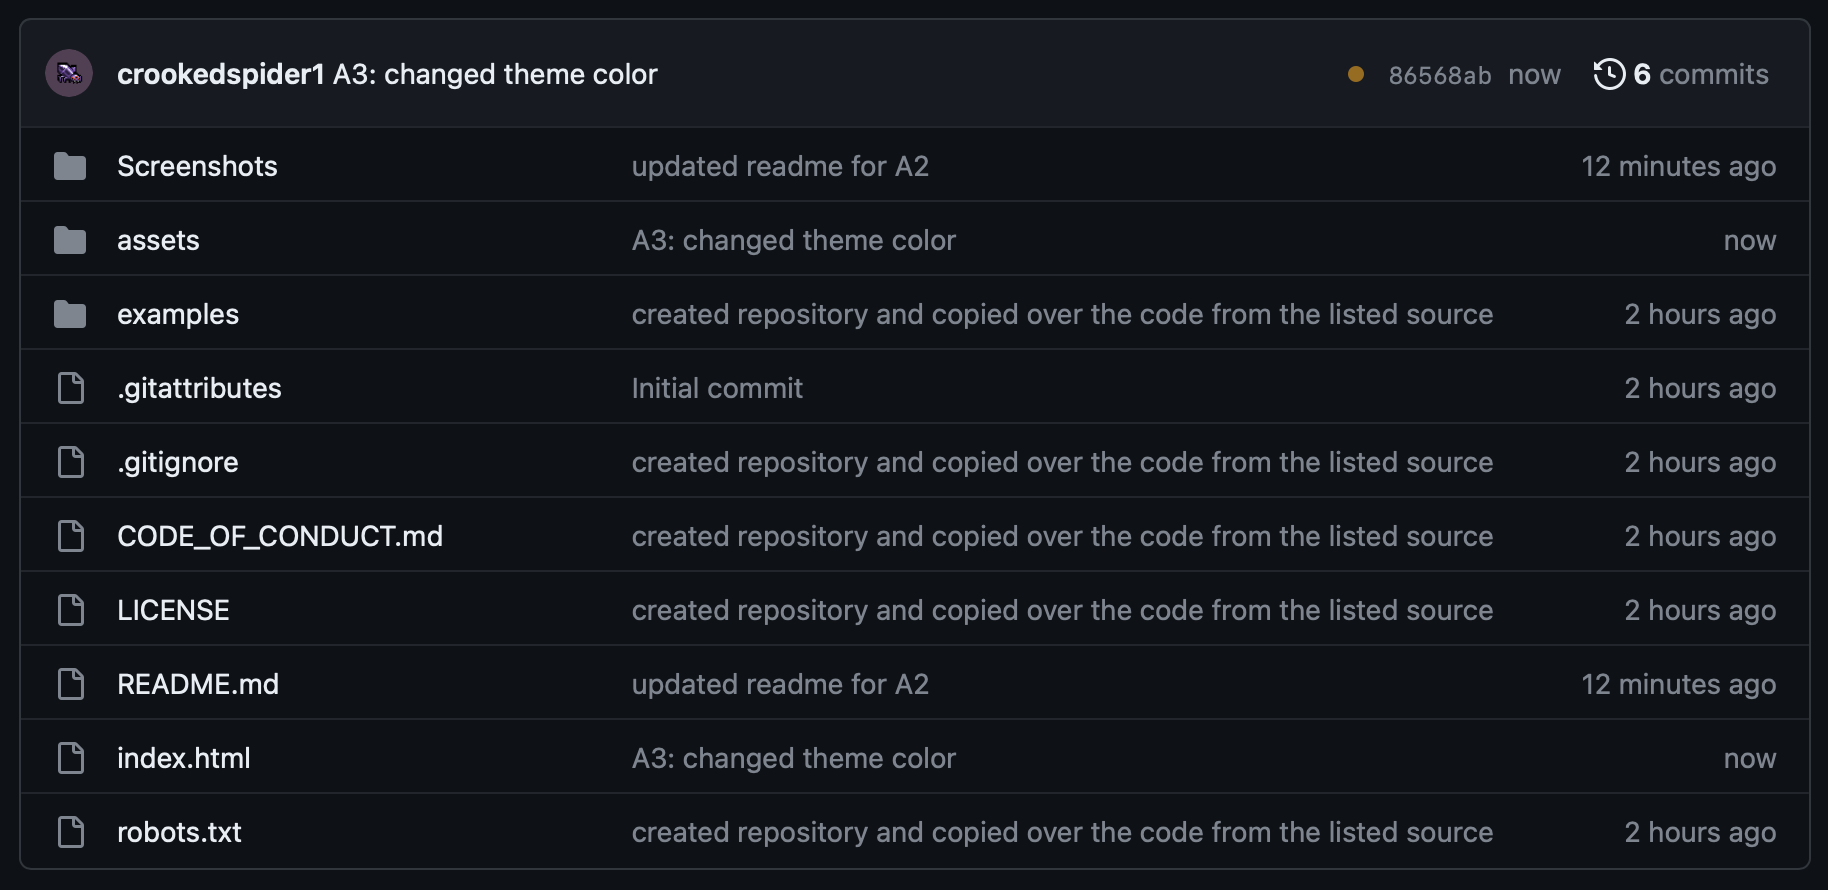 crookedspider1 A3: changed theme color 86568ab now 6 commits
Screenshots updated readme for A2 12 minutes ago
assets A3: changed theme color now
examples created repository and copied over the code from the listed source 2 hours ago
.gitattributes Initial commit 2 hours ago
.gitignore created repository and copied over the code from the listed source 2 hours ago
CODE_OF_CONDUCT.md created repository and copied over the code from the listed source 2 hours ago
LICENSE created repository and copied over the code from the listed source 2 hours ago
README.md updated readme for A2 12 minutes ago
index.html A3: changed theme color now
robots.txt created repository and copied over the code from the listed source 2 hours ago